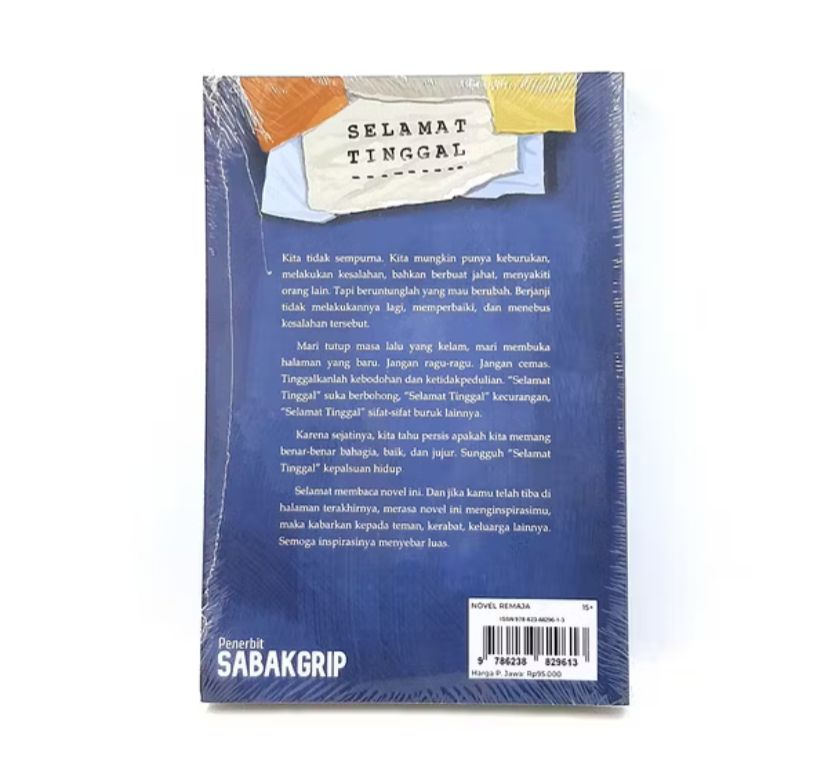 SELAMAT
TINGGAL
Kita tidak sempurna. Kita mungkin punya keburukan,
melakukan kesalahan, bahkan berbuat jahat, menyakiti
orang lain. Tapi beruntunglah yang mau berubah. Berjanji
tidak melakukannya lagi, memperbaiki, dan menebus
kesalahan tersebut.
Mari tutup masa lalu yang kelam, mari membuka
halaman yang baru. Jangan ragu-ragu. Jangan cemas.
Tinggalkanlah kebodohan dan ketidakpedulian. “Selamat
Tinggal” suka berbohong, “Selamat Tinggal” kecurangan,
“Selamat Tinggal” sifat-sifat buruk lainnya.
Karena sejatinya, kita tahu persis apakah kita memang
benar-benar bahagia, baik, dan jujur. Sungguh “Selamat
Tinggal” kepalsuan hidup
Selamat membaca novel ini. Dan jika kamu telah tiba di
halaman terakhirnya, merasa novel ini menginspirasimu,
maka kabarkan kepada teman, kerabat, keluarga lainnya.
Semoga inspirasinya menyebar luas.
NOVEL REMAJA 15+
978-623-88296-1-3
9 786238 829613
Harga P. Jawa: Rp95.000
Penerbit
SABAKGRIP